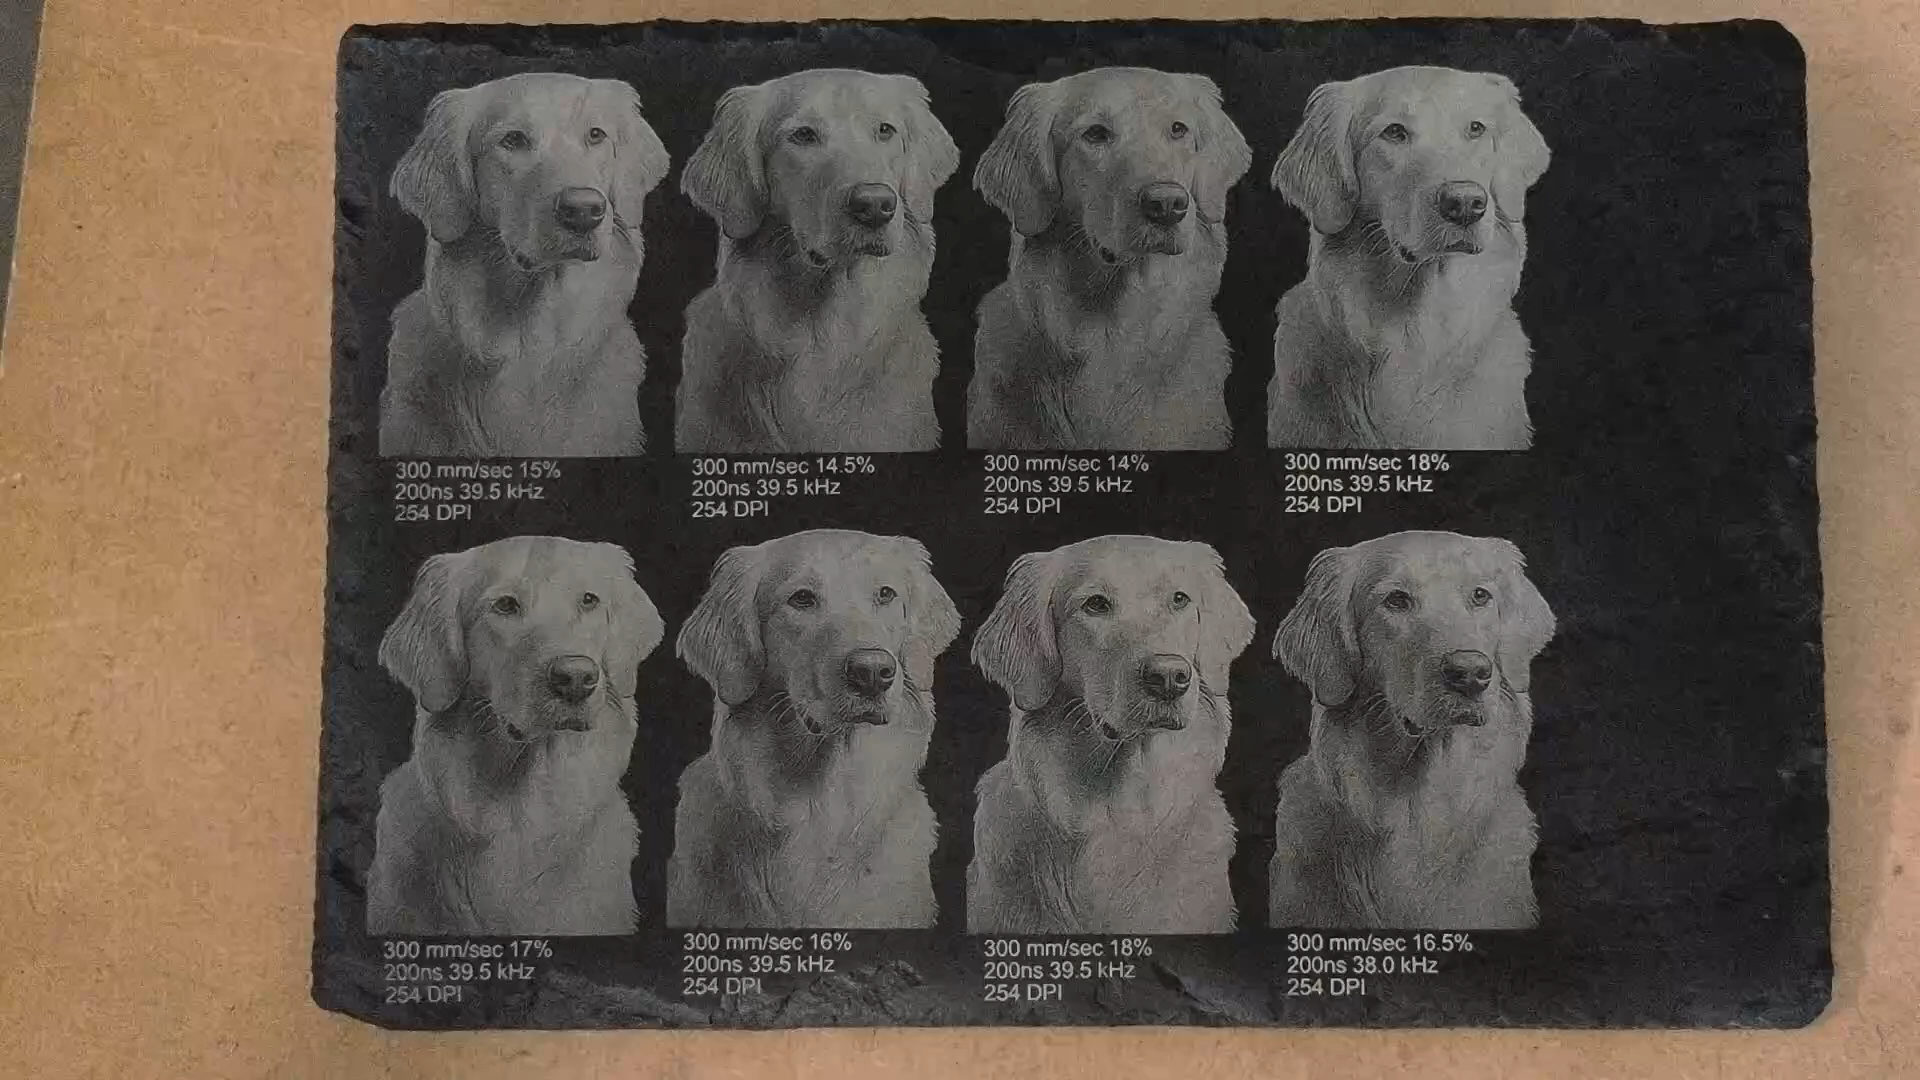 300 mm/sec 15%
200ns 39.5 kHz
254 DPI
300 mm/sec 14.5%
200ns 39.5 kHz
254 DPI
300 mm/sec 14%
200ns 39.5 kHz
254 DPI
300 mm/sec 18%
200ns 39.5 kHz
254 DPI
300 mm/sec 17%
200ns 39.5 kHz
254 DPI
300 mm/sec 16%
200ns 39.5 kHz
254 DPI
300 mm/sec 18%
200ns 39.5 kHz
254 DPI
300 mm/sec 16.5%
200ns 38.0 kHz
254 DPI